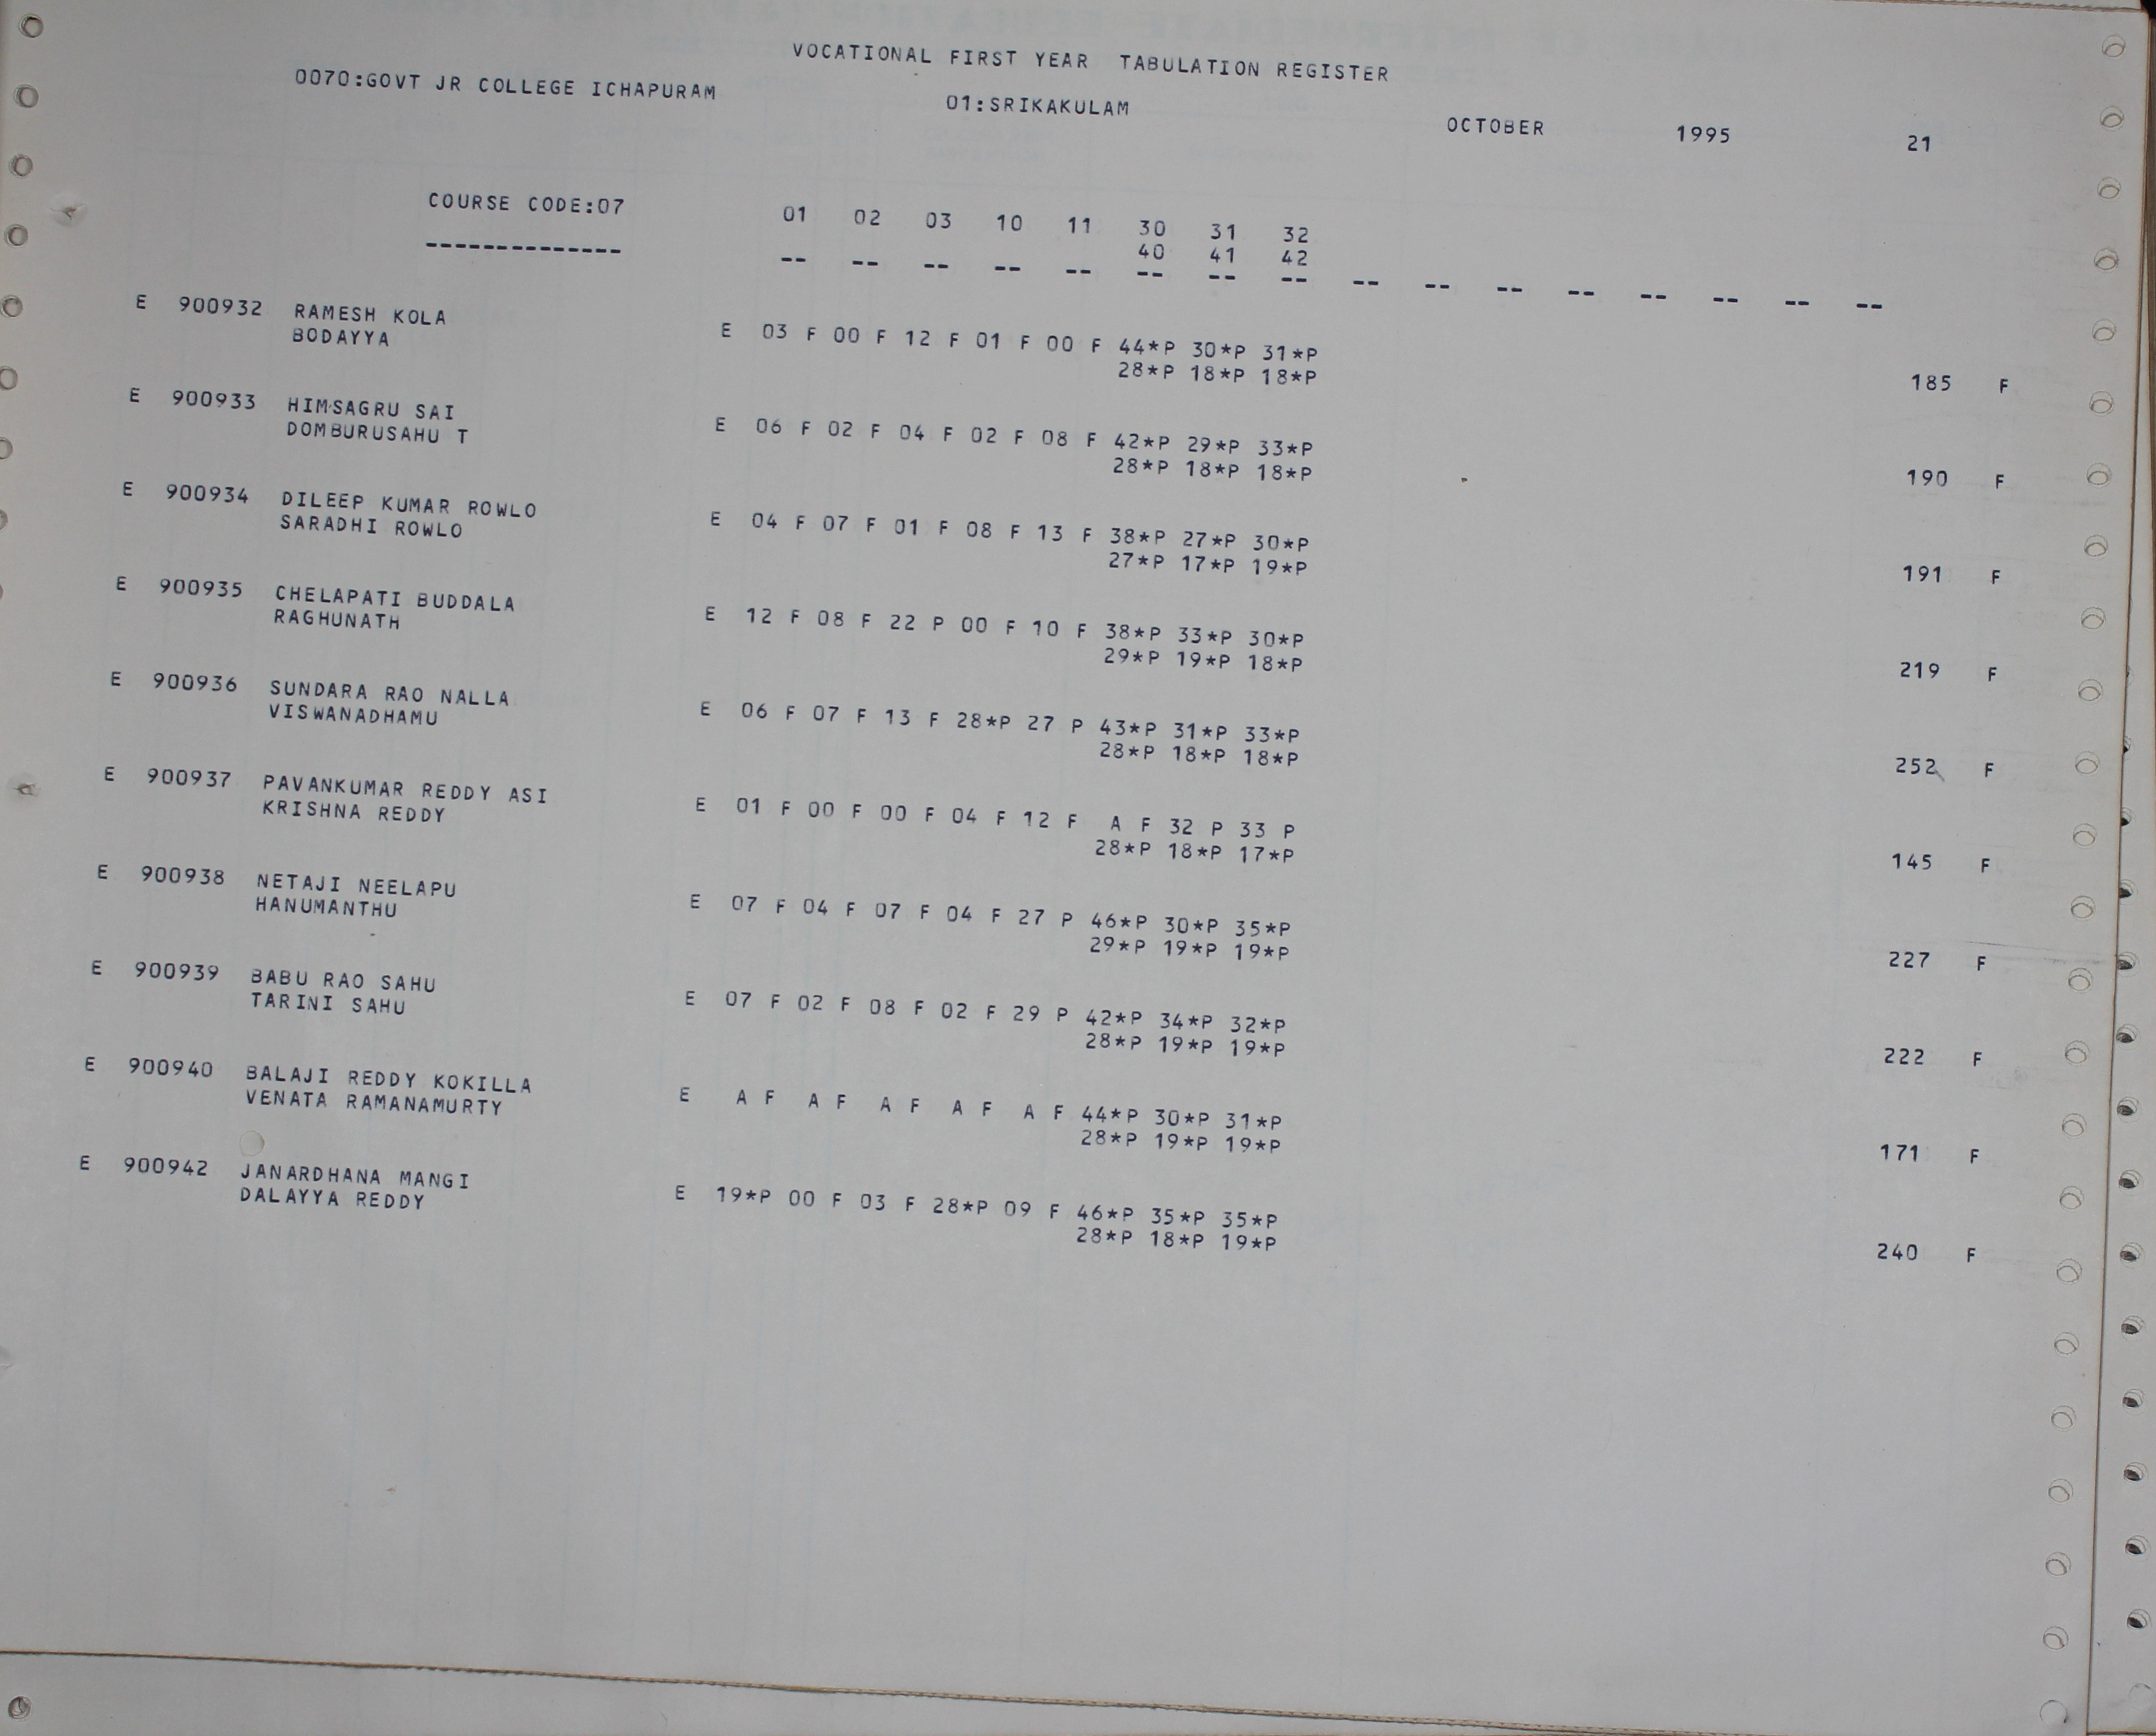 VOCATIONAL FIRST YEAR TABULATION REGISTER
0070:GOVT JR COLLEGE ICHAPURAM 01:SRIKAKULAM OCTOBER 1995 21
COURSE CODE:07 01 02 03 10 11 30 31 32
40 41 42
-------------- -- -- -- -- -- -- -- -- -- -- -- -- -- -- -- --
E 900932 RAMESH KOLA E 03 F 00 F 12 F 01 F 00 F 44*P 30*P 31*P
BODAYYA 28*P 18*P 18*P 185 F
E 900933 HIMSAGRU SAI E 06 F 02 F 04 F 02 F 08 F 42*P 29*P 33*P
DOMBURUSAHU T 28*P 18*P 18*P 190 F
E 900934 DILEEP KUMAR ROWLO E 04 F 07 F 01 F 08 F 13 F 38*P 27*P 30*P
SARADHI ROWLO 27*P 17*P 19*P 191 F
E 900935 CHELAPATI BUDDALA E 12 F 08 F 22 P 00 F 10 F 38*P 33*P 30*P
RAGHUNATH 29*P 19*P 18*P 219 F
E 900936 SUNDARA RAO NALLA E 06 F 07 F 13 F 28*P 27 P 43*P 31*P 33*P
VISWANADHAMU 28*P 18*P 18*P 252 F
E 900937 PAVANKUMAR REDDY ASI E 01 F 00 F 00 F 04 F 12 F A F 32 P 33 P
KRISHNA REDDY 28*P 18*P 17*P 145 F
E 900938 NETAJI NEELAPU E 07 F 04 F 07 F 04 F 27 P 46*P 30*P 35*P
HANUMANTHU 29*P 19*P 19*P 227 F
E 900939 BABU RAO SAHU E 07 F 02 F 08 F 02 F 29 P 42*P 34*P 32*P
TARINI SAHU 28*P 19*P 19*P 222 F
E 900940 BALAJI REDDY KOKILLA E A F A F A F A F A F 44*P 30*P 31*P
VENATA RAMANAMURTY 28*P 19*P 19*P 171 F
E 900942 JANARDHANA MANGI E 19*P 00 F 03 F 28*P 09 F 46*P 35*P 35*P
DALAYYA REDDY 28*P 18*P 19*P 240 F